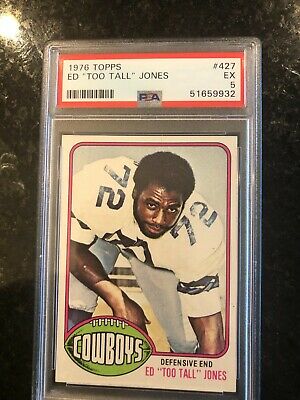 1976 TOPPS #427
ED "TOO TALL" JONES EX
5
PSA 51659932
72
72
COWBOYS
DEFENSIVE END
ED "TOO TALL" JONES